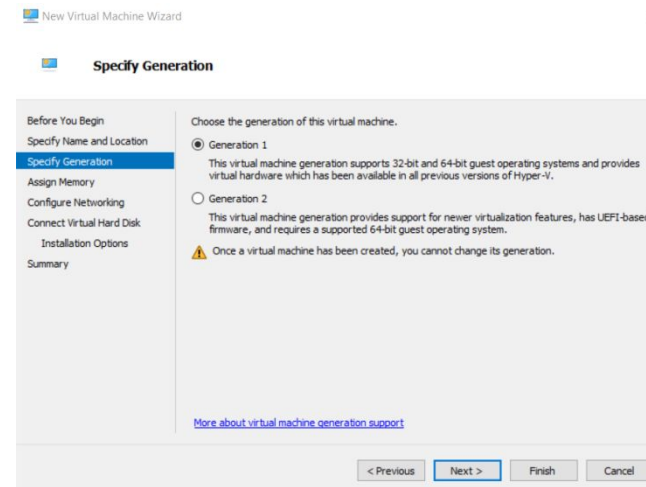 New Virtual Machine Wizard
Specify Generation
Before You Begin
Specify Name and Location
Specify Generation
Assign Memory
Configure Networking
Connect Virtual Hard Disk
Installation Options
Summary
Choose the generation of this virtual machine.
Generation 1
This virtual machine generation supports 32-bit and 64-bit guest operating systems and provides
virtual hardware which has been available in all previous versions of Hyper-V.
Generation 2
This virtual machine generation provides support for newer virtualization features, has UEFI-base
firmware, and requires a supported 64-bit guest operating system.
Once a virtual machine has been created, you cannot change its generation.
More about virtual machine generation support
< Previous Next > Finish Cancel